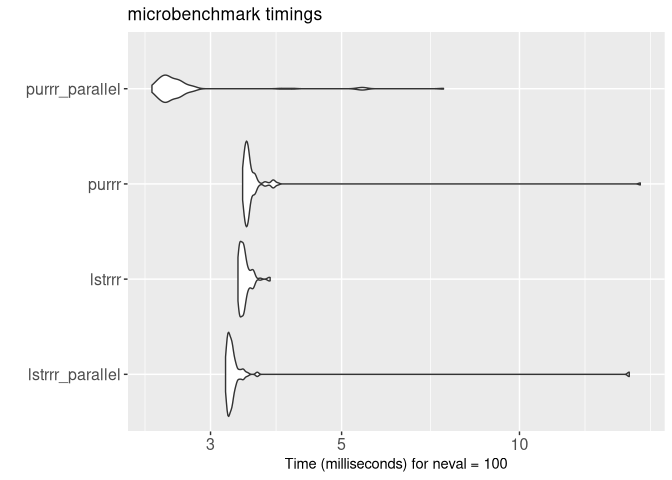 microbenchmark timings
purrr_parallel
purrr
lstrrr
lstrrr_parallel
3 5 10
Time (milliseconds) for neval = 100